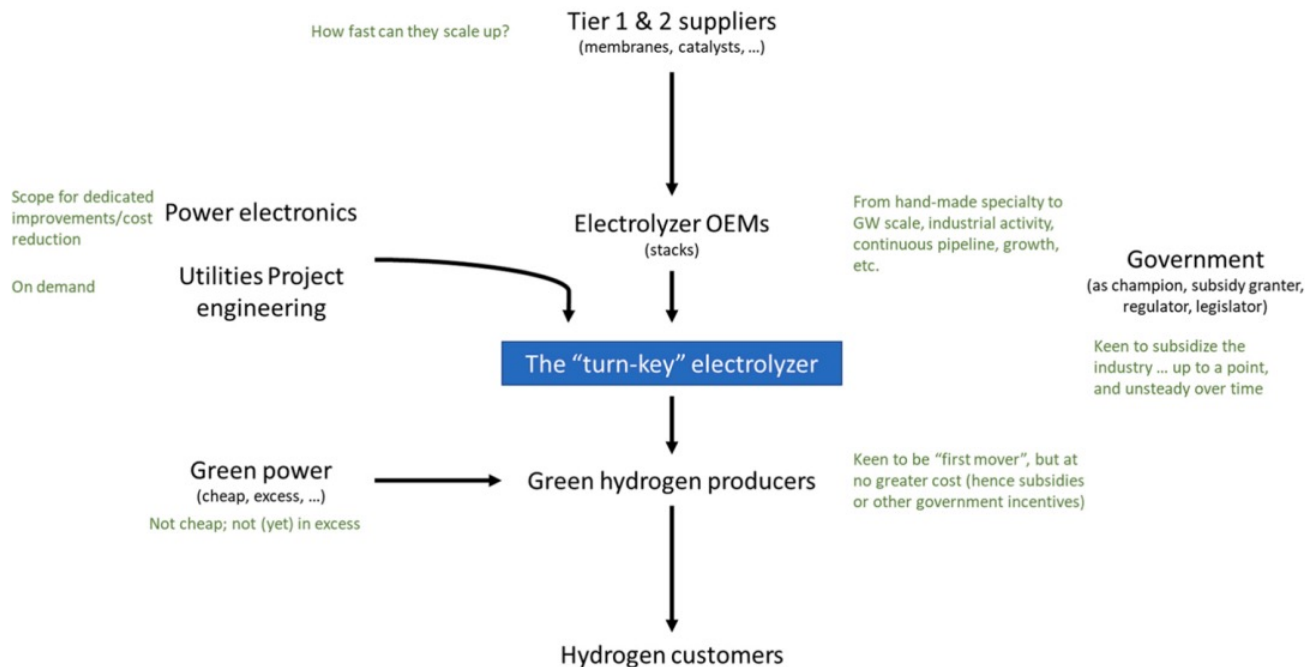 Tier 1 & 2 suppliers
(membranes, catalysts, …)
How fast can they scale up?
Scope for dedicated
improvements/cost
reduction
On demand
Power electronics
Utilities Project
engineering
Electrolyzer OEMs
(stacks)
From hand-made specialty to
GW scale, industrial activity,
continuous pipeline, growth,
etc.
Government
(as champion, subsidy granter,
regulator, legislator)
Keen to subsidize the
industry … up to a point,
and unsteady over time
The “turn-key” electrolyzer
Green power
(cheap, excess, …)
Not cheap; not (yet) in excess
Green hydrogen producers
Keen to be “first mover”, but at
no greater cost (hence subsidies
or other government incentives)
Hydrogen customers